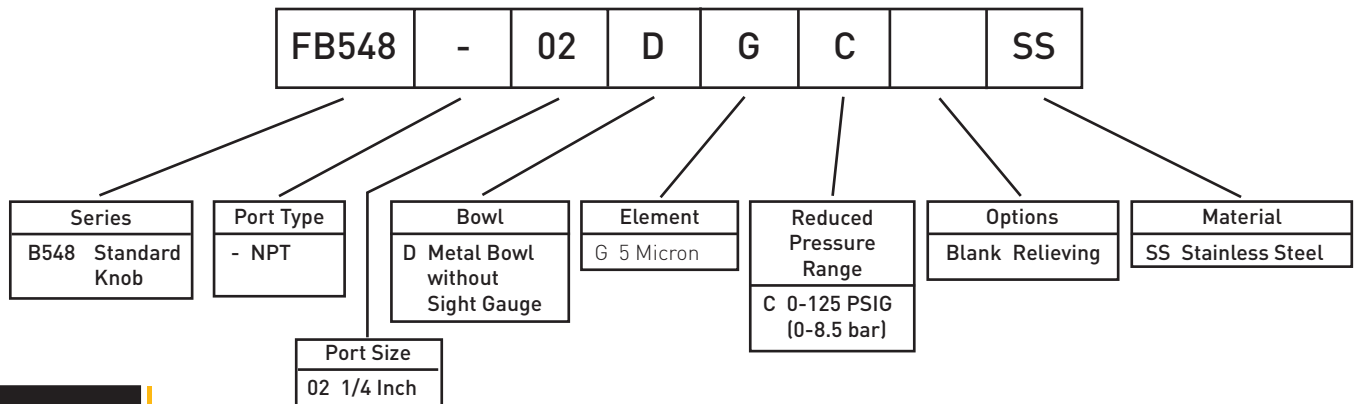 FB548 - 02 D G C SS
Series
B548 Standard
Knob
Port Type
- NPT
Port Size
02 1/4 Inch
Bowl
D Metal Bowl
without
Sight Gauge
Element
G 5 Micron
Reduced
Pressure
Range
C 0-125 PSIG
(0-8.5 bar)
Options
Blank Relieving
Material
SS Stainless Steel